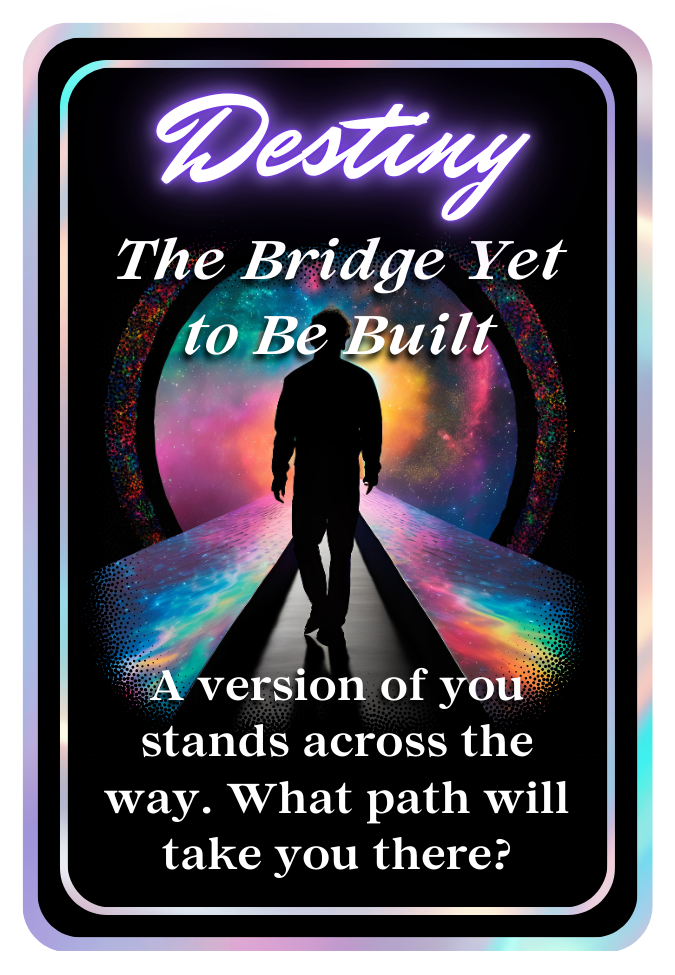 Destiny
The Bridge Yet
to Be Built
A version of you
stands across the
way. What path will
take you there?